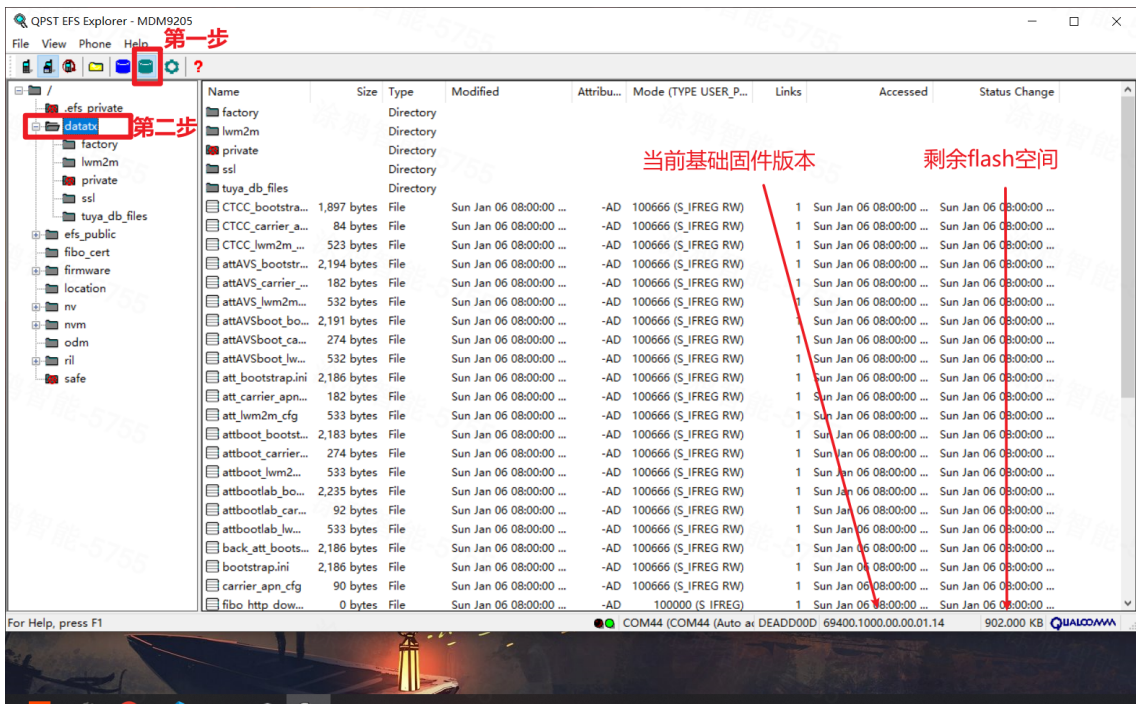 QPST EFS Explorer - MDM9205
File View Phone Help
第一步
/
.efs_private
datatx
第二步
factory
lwm2m
private
ssl
tuya_db_files
efs_public
fibo_cert
firmware
location
nv
nvm
odm
ril
safe
Name Size Type Modified Attribu... Mode (TYPE USER_P... Links Accessed Status Change
factory Directory
lwm2m Directory
private Directory
ssl Directory
tuya_db_files Directory
当前基础固件版本
剩余flash空间
CTCC_bootstra... 1,897 bytes File Sun Jan 06 08:00:00 ... -AD 100666 (S_IFREG RW) 1 Sun Jan 06 08:00:00 ... Sun Jan 06 08:00:00 ...
CTCC_carrier_a... 84 bytes File Sun Jan 06 08:00:00 ... -AD 100666 (S_IFREG RW) 1 Sun Jan 06 08:00:00 ... Sun Jan 06 08:00:00 ...
CTCC_lwm2m_... 523 bytes File Sun Jan 06 08:00:00 ... -AD 100666 (S_IFREG RW) 1 Sun Jan 06 08:00:00 ... Sun Jan 06 08:00:00 ...
attAVS_bootstr... 2,194 bytes File Sun Jan 06 08:00:00 ... -AD 100666 (S_IFREG RW) 1 Sun Jan 06 08:00:00 ... Sun Jan 06 08:00:00 ...
attAVS_carrier_... 182 bytes File Sun Jan 06 08:00:00 ... -AD 100666 (S_IFREG RW) 1 Sun Jan 06 08:00:00 ... Sun Jan 06 08:00:00 ...
attAVS_lwm2m... 532 bytes File Sun Jan 06 08:00:00 ... -AD 100666 (S_IFREG RW) 1 Sun Jan 06 08:00:00 ... Sun Jan 06 08:00:00 ...
attAVSboot_bo... 2,191 bytes File Sun Jan 06 08:00:00 ... -AD 100666 (S_IFREG RW) 1 Sun Jan 06 08:00:00 ... Sun Jan 06 08:00:00 ...
attAVSboot_ca... 274 bytes File Sun Jan 06 08:00:00 ... -AD 100666 (S_IFREG RW) 1 Sun Jan 06 08:00:00 ... Sun Jan 06 08:00:00 ...
attAVSboot_lw... 532 bytes File Sun Jan 06 08:00:00 ... -AD 100666 (S_IFREG RW) 1 Sun Jan 06 08:00:00 ... Sun Jan 06 08:00:00 ...
att_bootstrap.ini 2,186 bytes File Sun Jan 06 08:00:00 ... -AD 100666 (S_IFREG RW) 1 Sun Jan 06 08:00:00 ... Sun Jan 06 08:00:00 ...
att_carrier_apn... 182 bytes File Sun Jan 06 08:00:00 ... -AD 100666 (S_IFREG RW) 1 Sun Jan 06 08:00:00 ... Sun Jan 06 08:00:00 ...
att_lwm2m_cfg 533 bytes File Sun Jan 06 08:00:00 ... -AD 100666 (S_IFREG RW) 1 Sun Jan 06 08:00:00 ... Sun Jan 06 08:00:00 ...
attboot_bootst... 2,183 bytes File Sun Jan 06 08:00:00 ... -AD 100666 (S_IFREG RW) 1 Sun Jan 06 08:00:00 ... Sun Jan 06 08:00:00 ...
attboot_carrier... 274 bytes File Sun Jan 06 08:00:00 ... -AD 100666 (S_IFREG RW) 1 Sun Jan 06 08:00:00 ... Sun Jan 06 08:00:00 ...
attboot_lwm2... 533 bytes File Sun Jan 06 08:00:00 ... -AD 100666 (S_IFREG RW) 1 Sun Jan 06 08:00:00 ... Sun Jan 06 08:00:00 ...
attbootlab_bo... 2,235 bytes File Sun Jan 06 08:00:00 ... -AD 100666 (S_IFREG RW) 1 Sun Jan 06 08:00:00 ... Sun Jan 06 08:00:00 ...
attbootlab_car... 92 bytes File Sun Jan 06 08:00:00 ... -AD 100666 (S_IFREG RW) 1 Sun Jan 06 08:00:00 ... Sun Jan 06 08:00:00 ...
attbootlab_lw... 533 bytes File Sun Jan 06 08:00:00 ... -AD 100666 (S_IFREG RW) 1 Sun Jan 06 08:00:00 ... Sun Jan 06 08:00:00 ...
back_att_boots... 2,186 bytes File Sun Jan 06 08:00:00 ... -AD 100666 (S_IFREG RW) 1 Sun Jan 06 08:00:00 ... Sun Jan 06 08:00:00 ...
bootstrap.ini 2,186 bytes File Sun Jan 06 08:00:00 ... -AD 100666 (S_IFREG RW) 1 Sun Jan 06 08:00:00 ... Sun Jan 06 08:00:00 ...
carrier_apn_cfg 90 bytes File Sun Jan 06 08:00:00 ... -AD 100666 (S_IFREG RW) 1 Sun Jan 06 08:00:00 ... Sun Jan 06 08:00:00 ...
fibo_http_dow... 0 bytes File Sun Jan 06 08:00:00 ... -AD 100000 (S_IFREG) 1 Sun Jan 06 08:00:00 ... Sun Jan 06 08:00:00 ...
For Help, press F1 COM44 (COM44 (Auto ac DEADD00D 69400.1000.00.00.01.14 902.000 KB QUALCOMM